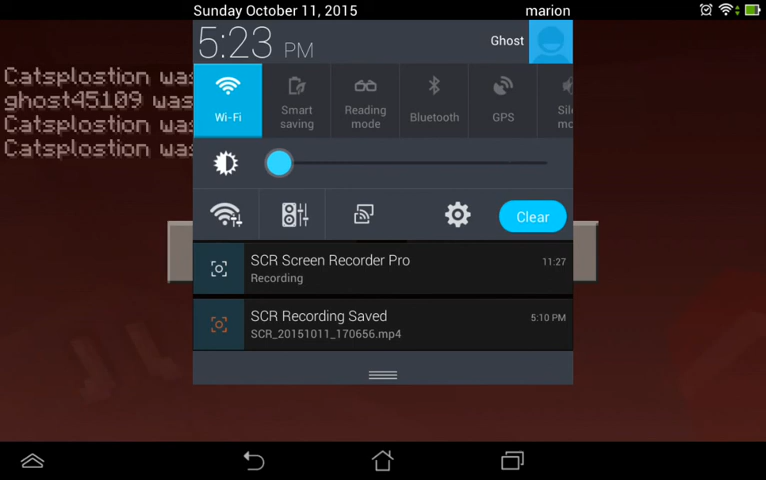 Sunday October 11, 2015 marion
5:23 PM Ghost
Catsplostion was
ghost45109 was
Catsplostion was
Catsplostion was
Wi-Fi
Smart
saving
Reading
mode
Bluetooth
GPS
Sil
mo
Clear
SCR Screen Recorder Pro 11:27
Recording
SCR Recording Saved 5:10 PM
SCR_20151011_170656.mp4